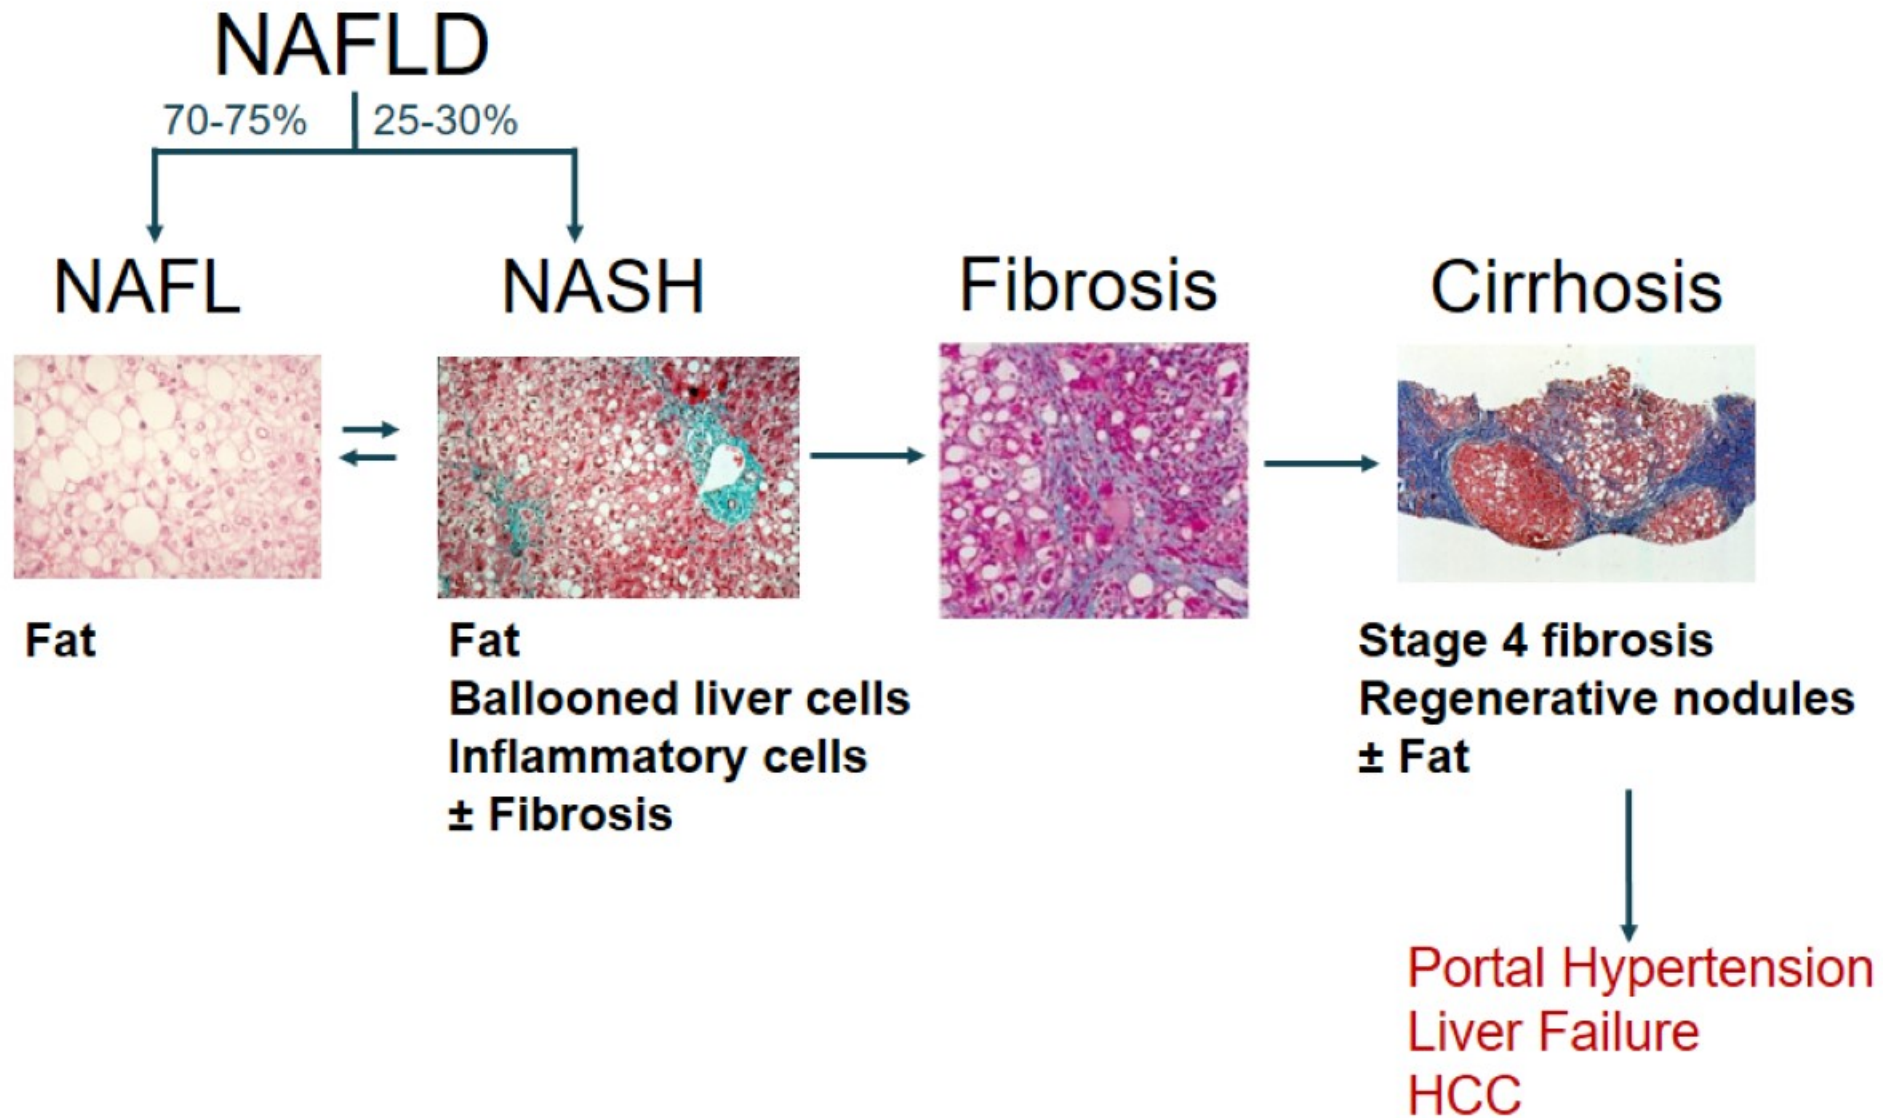 NAFLD
70-75%
25-30%
NAFL
NASH
Fibrosis
Cirrhosis
Fat
Fat
Ballooned liver cells
Inflammatory cells
± Fibrosis
Stage 4 fibrosis
Regenerative nodules
± Fat
Portal Hypertension
Liver Failure
HCC